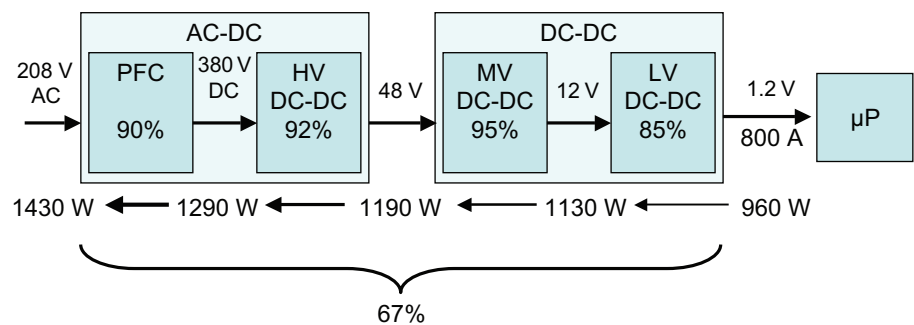 AC-DC
DC-DC
208 V
AC
PFC
90%
380 V
DC
HV
DC-DC
92%
48 V
MV
DC-DC
95%
12 V
LV
DC-DC
85%
1.2 V
800 A
µP
1430 W
1290 W
1190 W
1130 W
960 W
67%